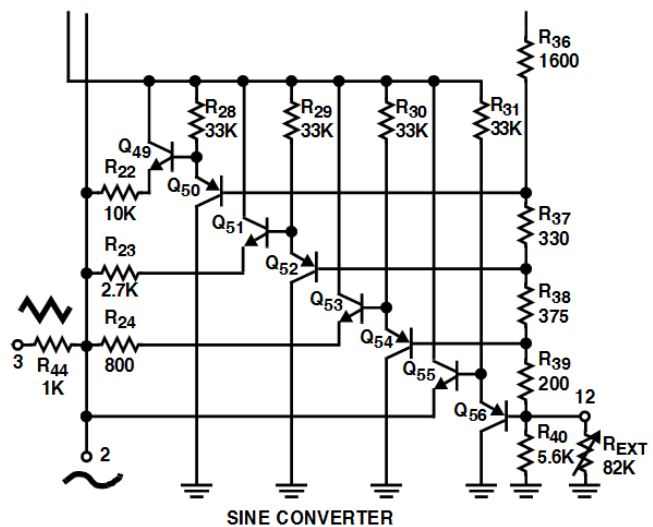 R36
1600
R28
33K
R29
33K
R30
33K
R31
33K
Q49
R22
10K
Q50
Q51
R37
330
R23
2.7K
Q52
R38
375
Q53
R24
800
Q54
3
R44
1K
Q55
R39
200
12
Q56
R40
5.6K
REXT
82K
2
SINE CONVERTER